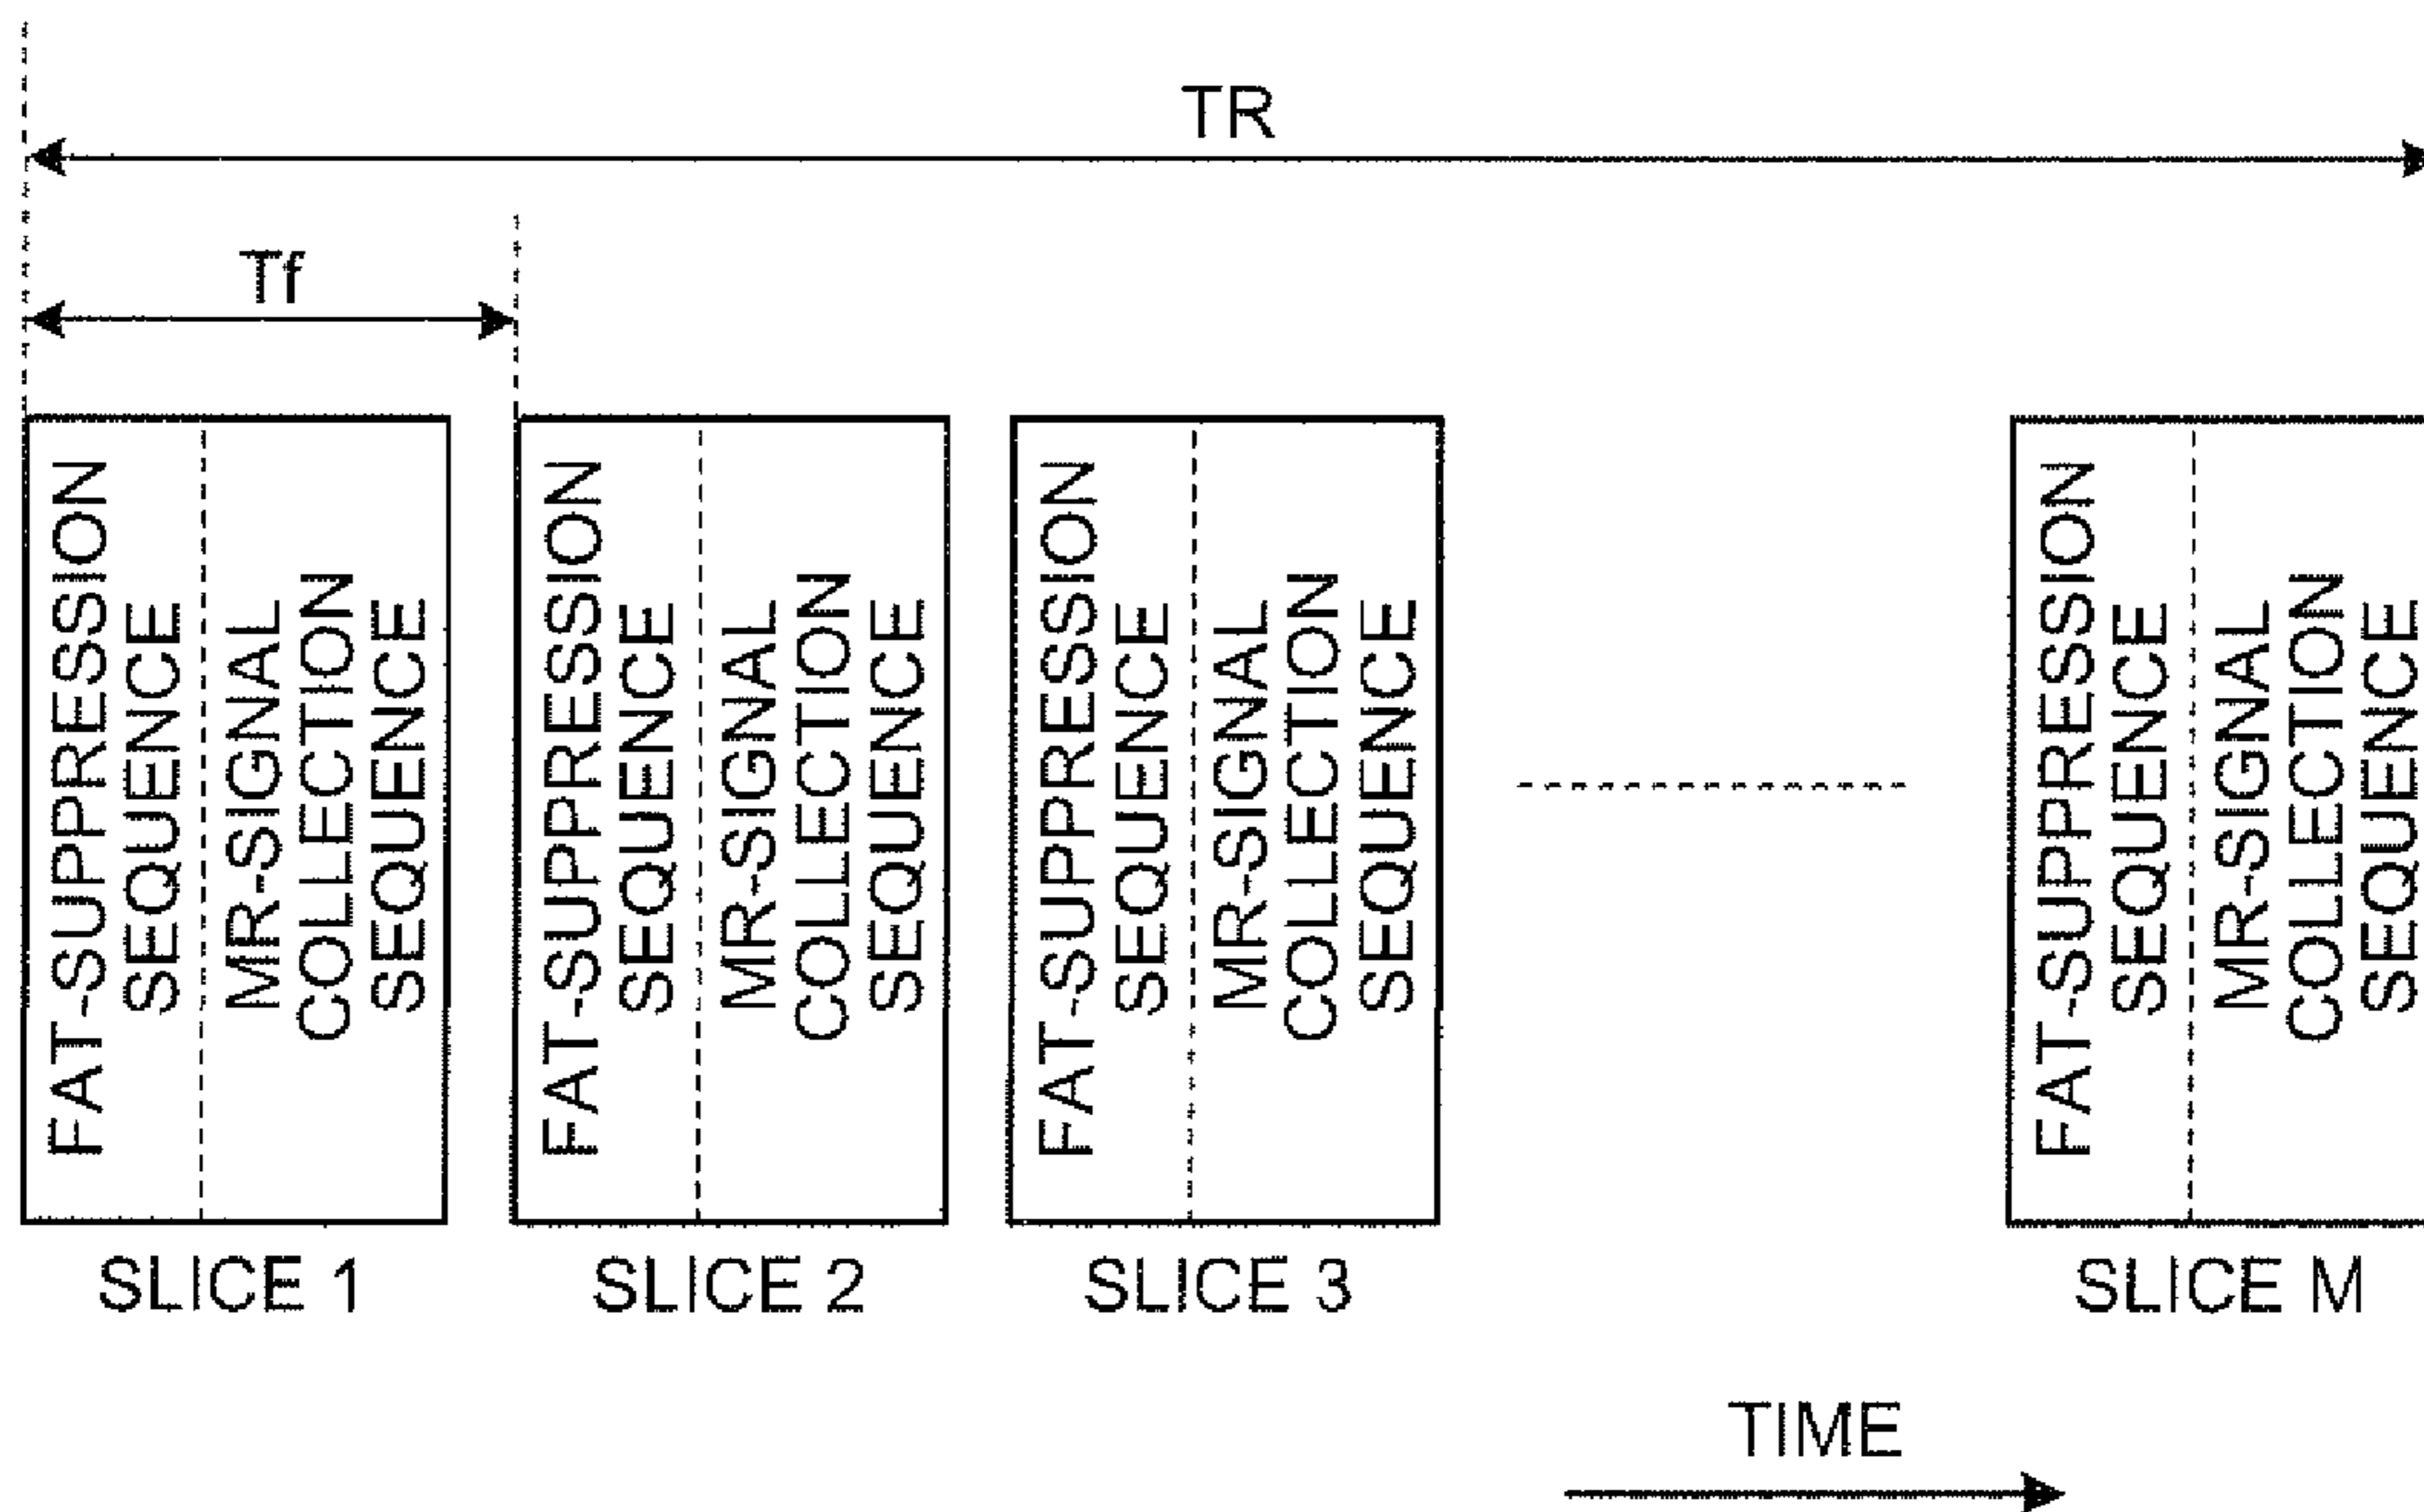 TR
Tf
FAT-SUPPRESSION
SEQUENCE
MR-SIGNAL
COLLECTION
SEQUENCE
FAT-SUPPRESSION
SEQUENCE
MR-SIGNAL
COLLECTION
SEQUENCE
FAT-SUPPRESSION
SEQUENCE
MR-SIGNAL
COLLECTION
SEQUENCE
FAT-SUPPRESSION
SEQUENCE
MR-SIGNAL
COLLECTION
SEQUENCE
SLICE 1
SLICE 2
SLICE 3
SLICE M
TIME